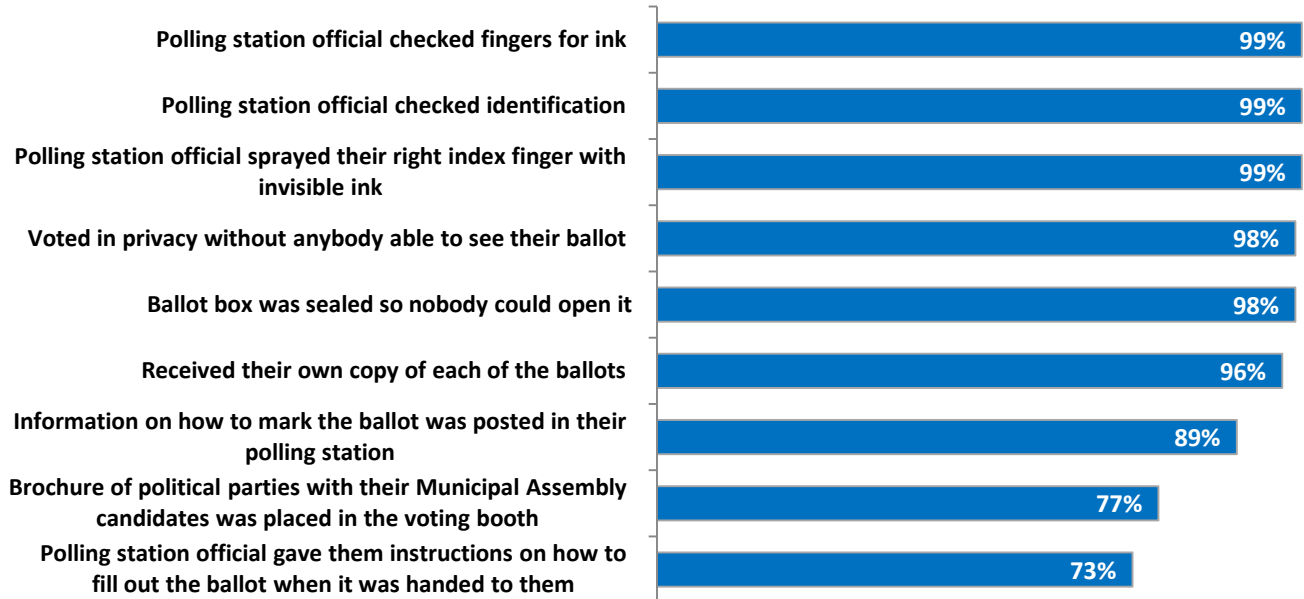 Polling station official checked fingers for ink
99%
Polling station official checked identification
99%
Polling station official sprayed their right index finger with
invisible ink
99%
Voted in privacy without anybody able to see their ballot
98%
Ballot box was sealed so nobody could open it
98%
Received their own copy of each of the ballots
96%
Information on how to mark the ballot was posted in their
polling station
89%
Brochure of political parties with their Municipal Assembly
candidates was placed in the voting booth
77%
Polling station official gave them instructions on how to
fill out the ballot when it was handed to them
73%